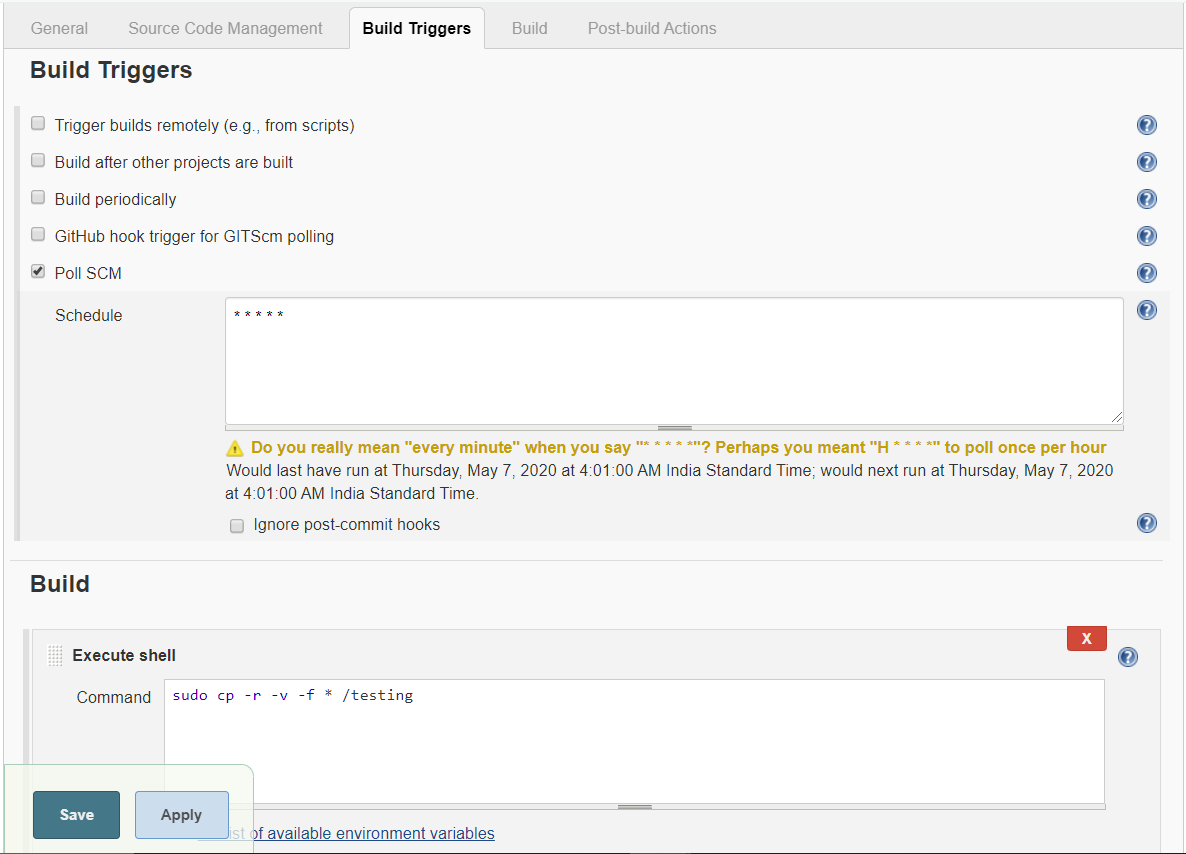 General Source Code Management Build Triggers Build Post-build Actions
Build Triggers
Trigger builds remotely (e.g., from scripts)
Build after other projects are built
Build periodically
GitHub hook trigger for GITScm polling
Poll SCM
Schedule
* * * * *
Do you really mean "every minute" when you say "* * * * *"? Perhaps you meant "H * * * *" to poll once per hour
Would last have run at Thursday, May 7, 2020 at 4:01:00 AM India Standard Time; would next run at Thursday, May 7, 2020
at 4:01:00 AM India Standard Time.
Ignore post-commit hooks
Build
X
Execute shell
Command
sudo cp -r -v -f * /testing
Save Apply
of available environment variables